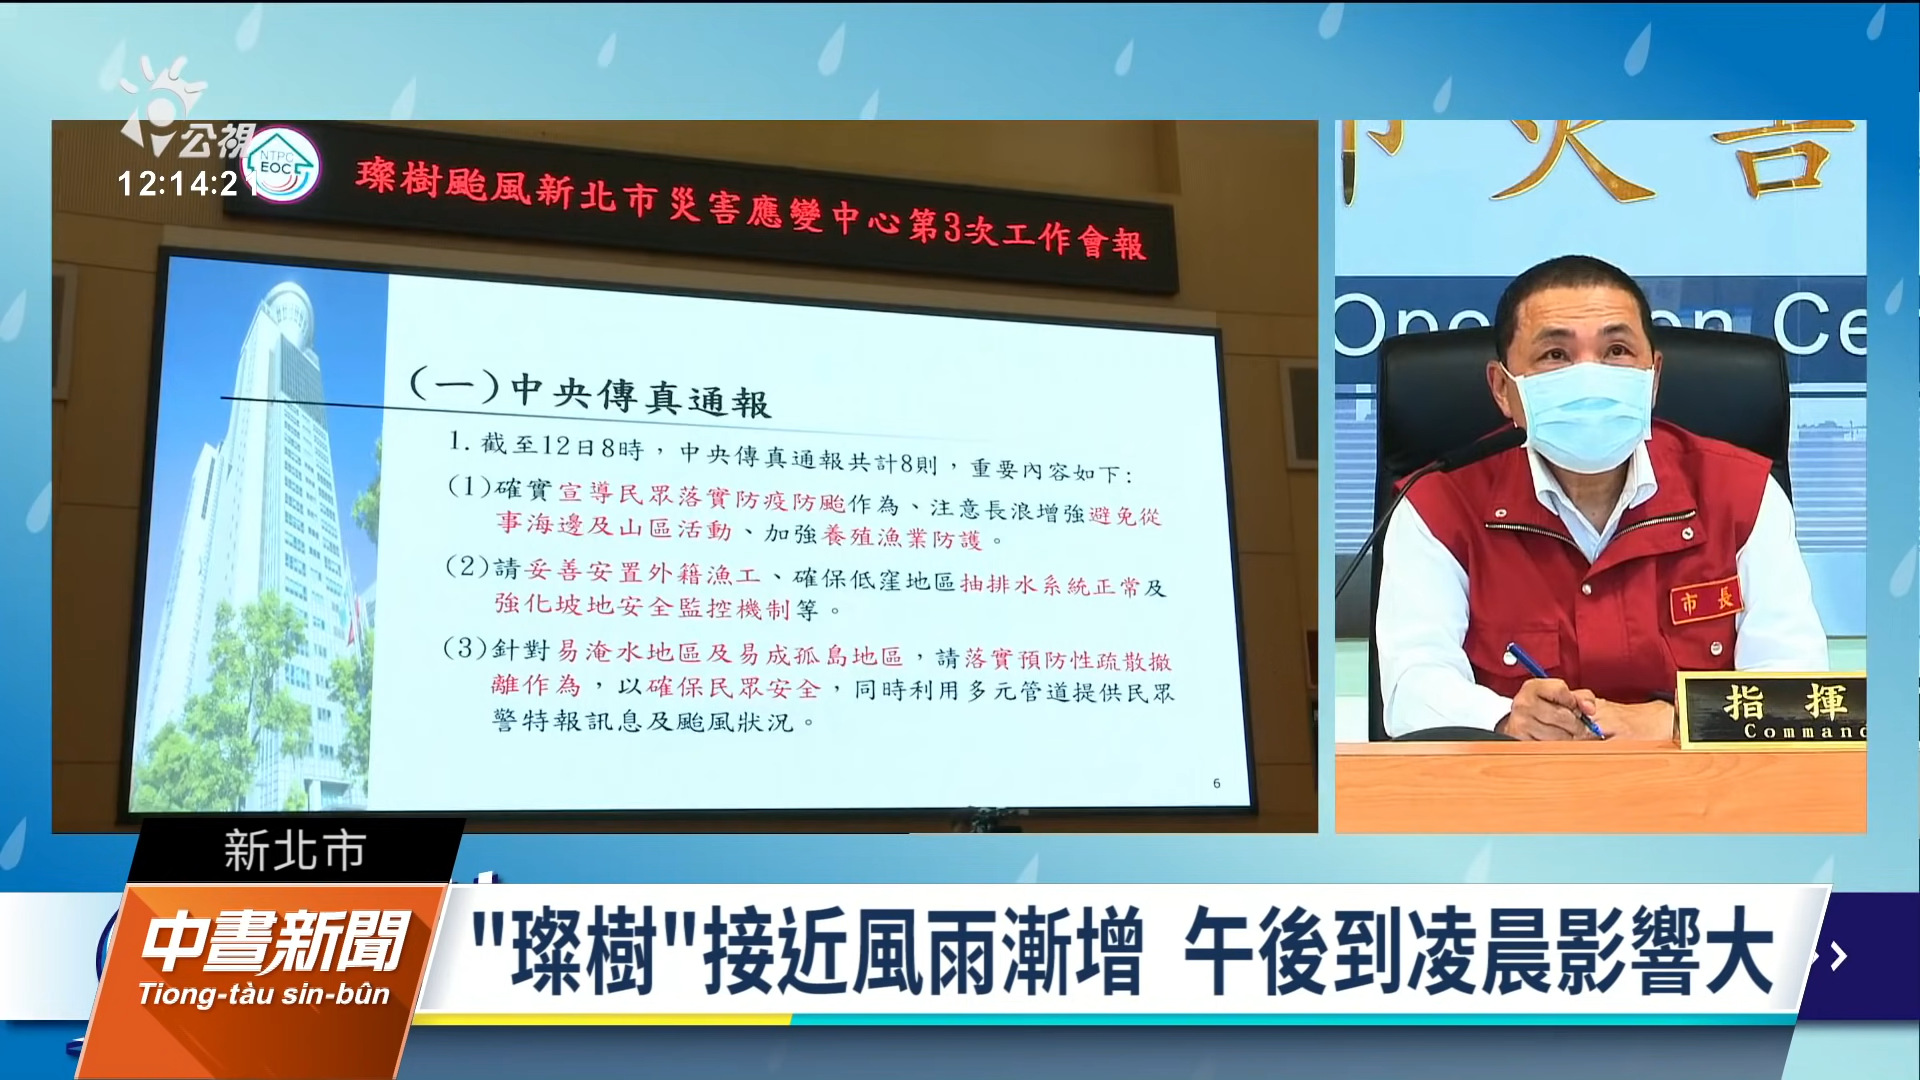 公視
12:14:21
NTPC
EOC
璨樹颱風新北市災害應變中心第3次工作會報
(一)中央傳真通報
1. 截至12日8時，中央傳真通報共計8則，重要內容如下:
(1)確實宣導民眾落實防疫防颱作為、注意長浪增強避免從
事海邊及山區活動、加強養殖漁業防護。
(2)請妥善安置外籍漁工、確保低窪地區抽排水系統正常及
強化坡地安全監控機制等。
(3)針對易淹水地區及易成孤島地區，請落實預防性疏散撤
離作為，以確保民眾安全，同時利用多元管道提供民眾
警特報訊息及颱風狀況。
6
市災害
Operation Ce
市長
指揮
Command
新北市
中晝新聞
Tiong-tàu sin-bûn
"璨樹"接近風雨漸增 午後到凌晨影響大